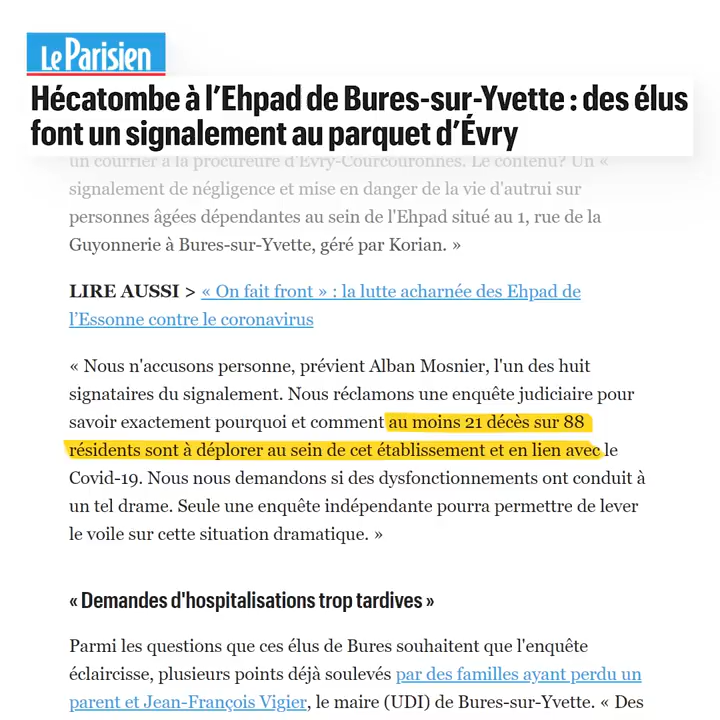 Le Parisien
Hécatombe à l'Ehpad de Bures-sur-Yvette : des élus
font un signalement au parquet d'Évry
un courrier à la procureure d'Evry-Courcouronnes. Le contenu? Un «
signalement de négligence et mise en danger de la vie d'autrui sur
personnes âgées dépendantes au sein de l'Ehpad situé au 1, rue de la
Guyonnerie à Bures-sur-Yvette, géré par Korian. »
LIRE AUSSI > « On fait front » : la lutte acharnée des Ehpad de
l'Essonne contre le coronavirus
« Nous n'accusons personne, prévient Alban Mosnier, l'un des huit
signataires du signalement. Nous réclamons une enquête judiciaire pour
savoir exactement pourquoi et comment au moins 21 décès sur 88
résidents sont à déplorer au sein de cet établissement et en lien avec le
Covid-19. Nous nous demandons si des dysfonctionnements ont conduit à
un tel drame. Seule une enquête indépendante pourra permettre de lever
le voile sur cette situation dramatique. »
« Demandes d'hospitalisations trop tardives »
Parmi les questions que ces élus de Bures souhaitent que l'enquête
éclaircisse, plusieurs points déjà soulevés par des familles ayant perdu un
parent et Jean-François Vigier, le maire (UDI) de Bures-sur-Yvette. « Des